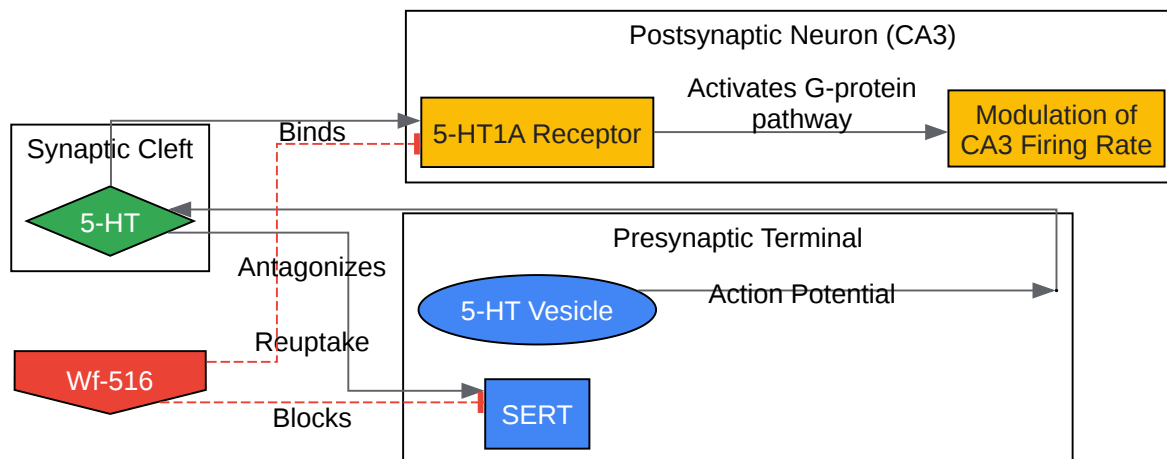 Postsynaptic Neuron (CA3)
Activates G-protein
pathway
Binds
5-HT1A Receptor
Modulation of
CA3 Firing Rate
Synaptic Cleft
5-HT
Presynaptic Terminal
Antagonizes
5-HT Vesicle
Action Potential
Reuptake
Wf-516
Blocks
SERT